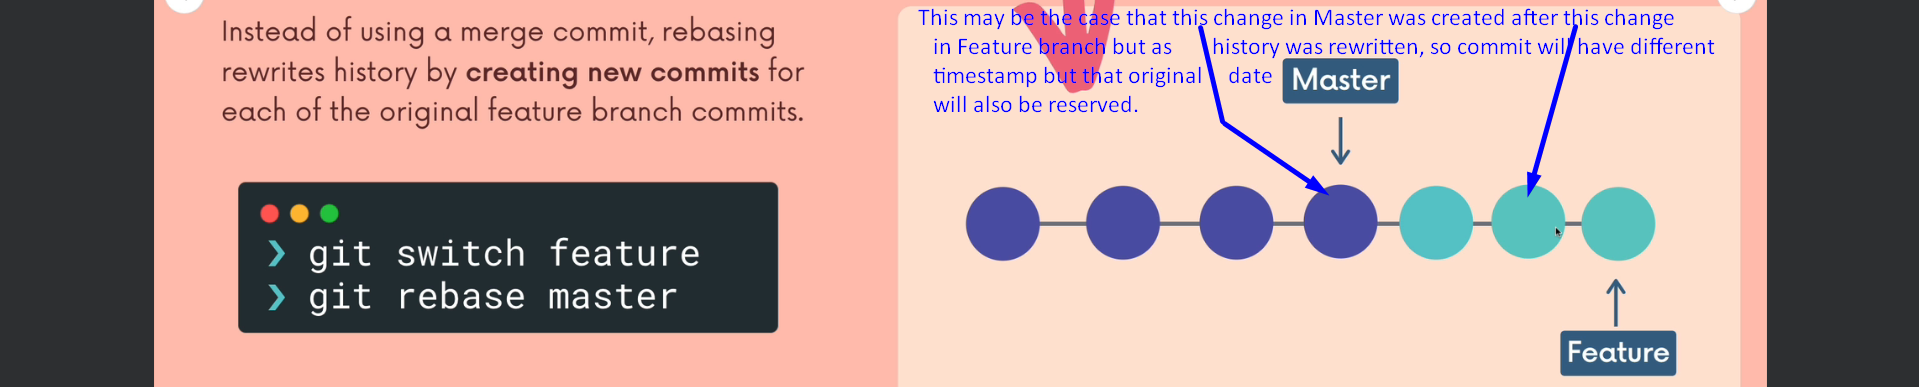 Instead of using a merge commit, rebasing
rewrites history by creating new commits for
each of the original feature branch commits.
❯ git switch feature
❯ git rebase master
This may be the case that this change in Master was created after this change
in Feature branch but as history was rewritten, so commit will have different
timestamp but that original date
will also be reserved.
Master
Feature